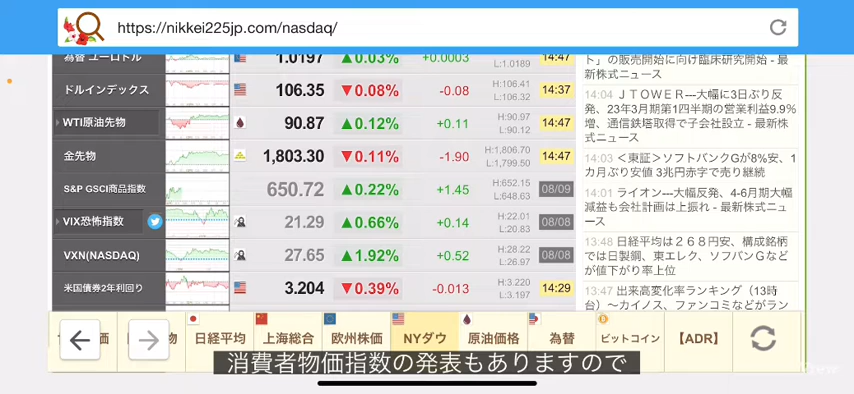 https://nikkei225jp.com/nasdaq/
為替 ユーロドル 1.0197 ▲0.03% +0.0003 L:1.0189 14:47
ドルインデックス 106.35 ▼0.08% -0.08 H:106.41 L:106.32 14:37
WTI原油先物 90.87 ▲0.12% +0.11 H:90.97 L:90.12 14:47
金先物 1,803.30 ▼0.11% -1.90 H:1,806.70 L:1,799.50 14:47
S&P GSCI商品指数 650.72 ▲0.22% +1.45 H:652.15 L:648.63 08/09
VIX恐怖指数 21.29 ▲0.66% +0.14 H:22.01 L:20.83 08/08
VXN(NASDAQ) 27.65 ▲1.92% +0.52 H:28.22 L:26.97 08/08
米国債券2年利回り 3.204 ▼0.39% -0.013 H:3.220 L:3.197 14:29
ト」の販売開始に向け臨床研究開始 - 最
新株式ニュース
14:04 ＪＴＯＷＥＲ---大幅に3日ぶり反
発、23年3月期第1四半期の営業利益9.9%
増、通信鉄塔取得で子会社設立 - 最新株
式ニュース
14:03 ＜東証＞ソフトバンクGが8%安、1
カ月ぶり安値 3兆円赤字で売り継続
14:01 ライオン---大幅反発、4-6月期大幅
減益も会社計画は上振れ - 最新株式ニュ
ース
13:48 日経平均は２６８円安、構成銘柄
では日製鋼、東エレク、ソフバンＧなど
が値下がり率上位
13:47 出来高変化率ランキング（13時
台）～カイノス、ファンコミなどがラン
日経平均 上海総合 欧州株価 NYダウ 原油価格 為替 ビットコイン 【ADR】
消費者物価指数の発表もありますので